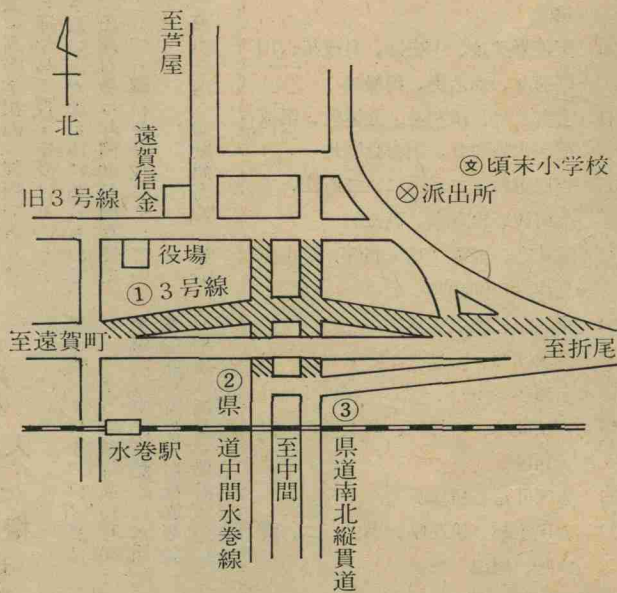 至芦屋
北
遠賀信金
旧3号線
㊫頃末小学校
⊗派出所
役場
①3号線
至遠賀町
至折尾
②県道中間水巻線
至中間
③県道南北縦貫道
水巻駅